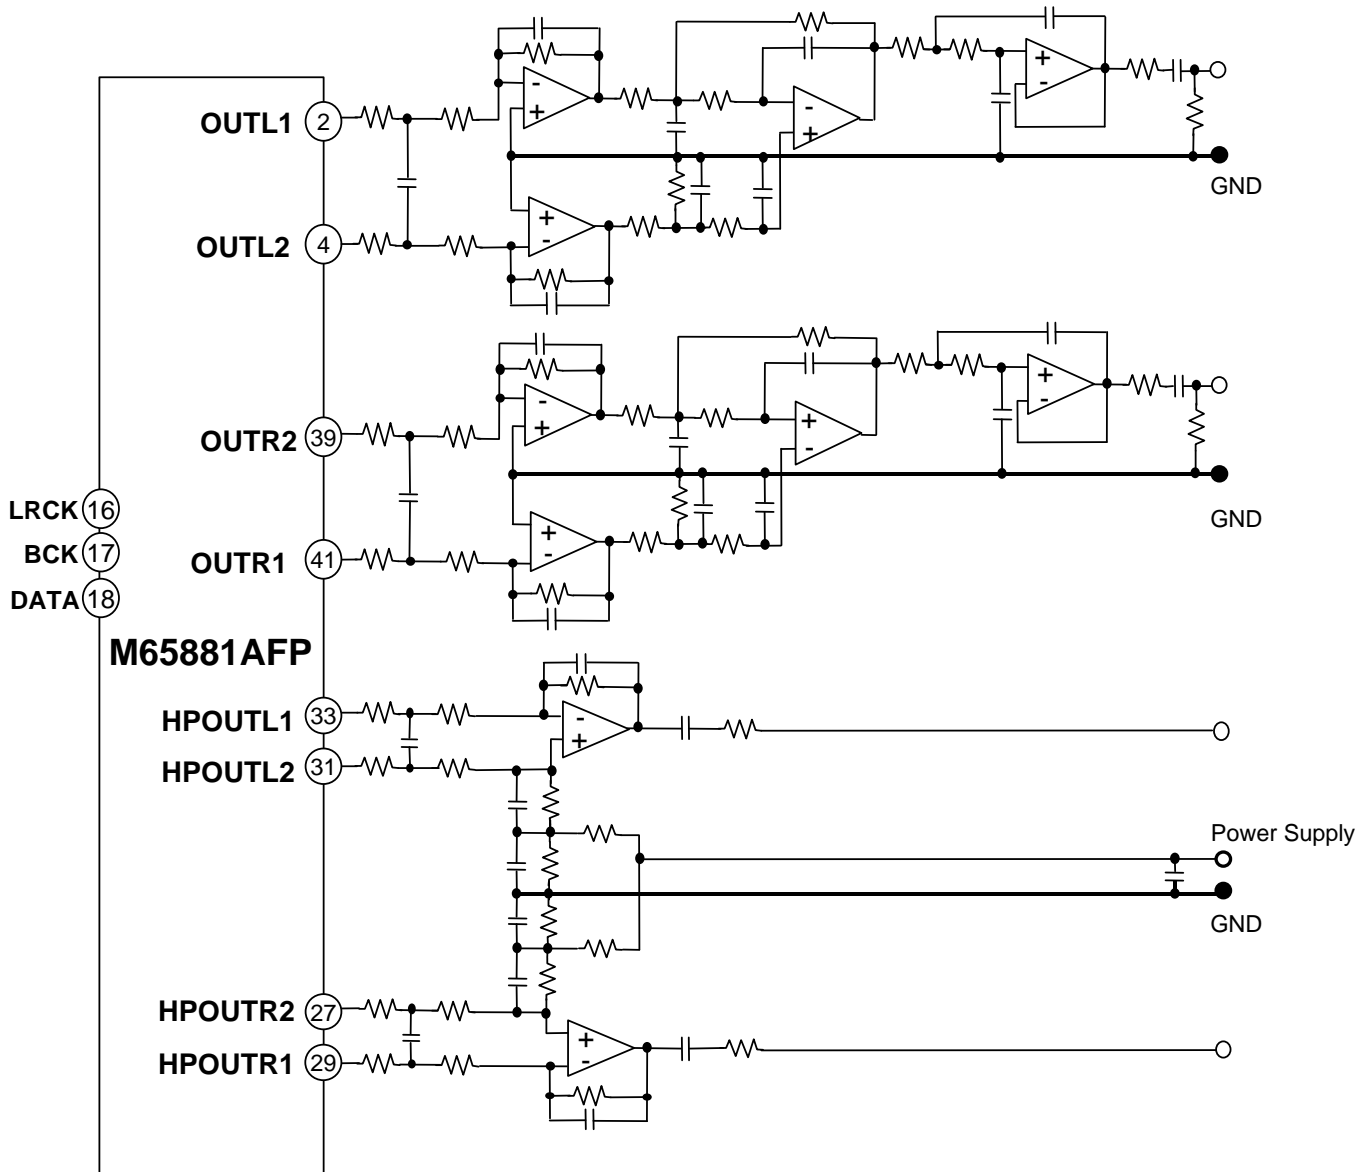 OUTL1 2
GND
OUTL2 4
OUTR2 39
LRCK 16
GND
BCK 17
OUTR1 41
DATA 18
M65881AFP
HPOUTL1 33
HPOUTL2 31
Power Supply
GND
HPOUTR2 27
HPOUTR1 29